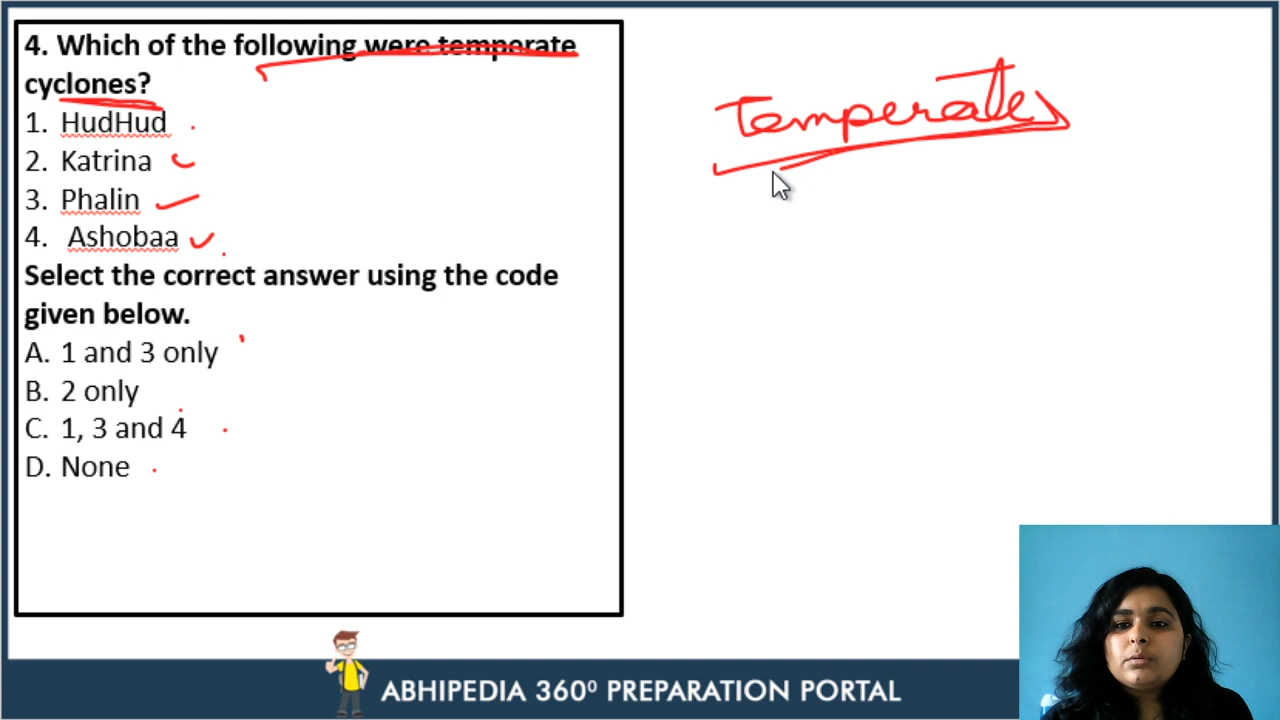 4. Which of the following were temperate
cyclones?
1. HudHud
2. Katrina
3. Phalin
4. Ashobaa
Select the correct answer using the code
given below.
A. 1 and 3 only
B. 2 only
C. 1, 3 and 4
D. None
Temperate
ABHIPEDIA 360⁰ PREPARATION PORTAL